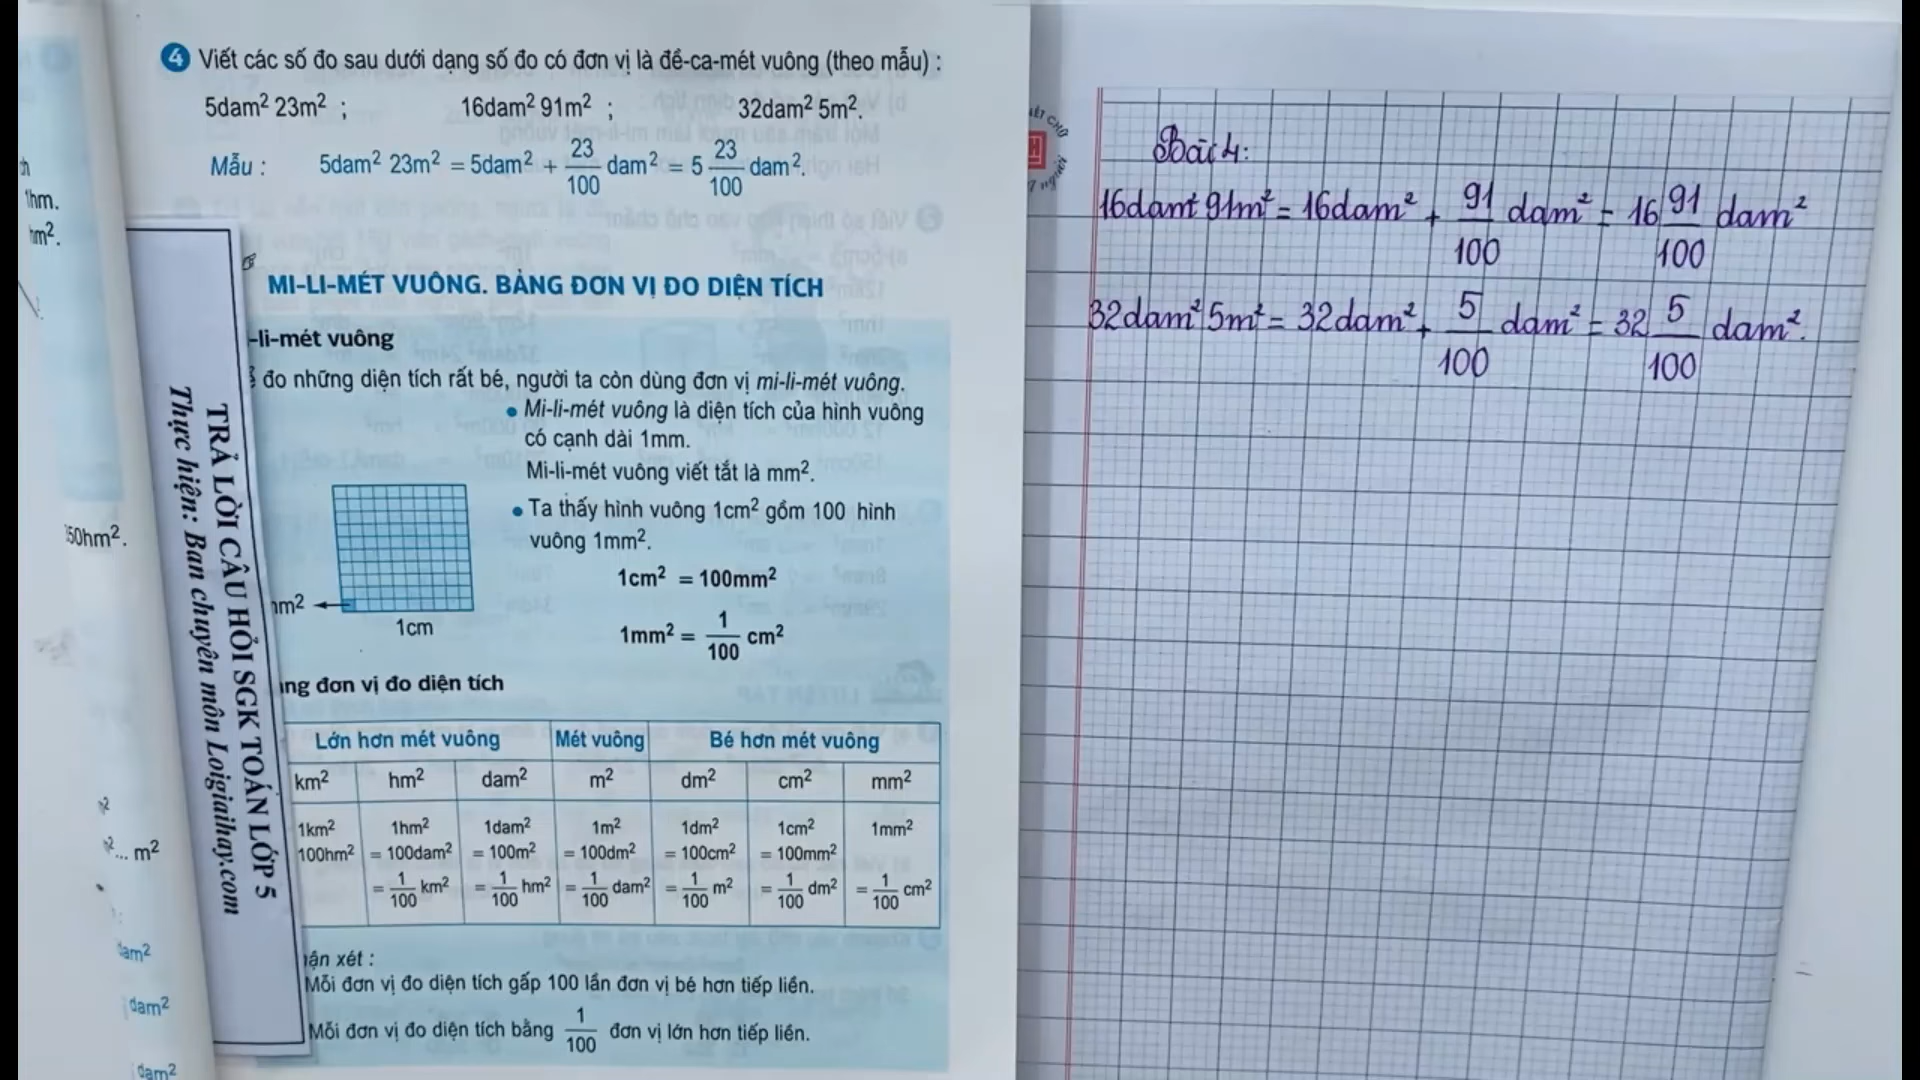 4 Viết các số đo sau dưới dạng số đo có đơn vị là đề-ca-mét vuông (theo mẫu) :
5dam² 23m² ; 16dam² 91m² ; 32dam² 5m².
Mẫu : 5dam² 23m² = 5dam² + 23/100 dam² = 5 23/100 dam².
MI-LI-MÉT VUÔNG. BẢNG ĐƠN VỊ ĐO DIỆN TÍCH
-li-mét vuông
đo những diện tích rất bé, người ta còn dùng đơn vị mi-li-mét vuông.
• Mi-li-mét vuông là diện tích của hình vuông
có cạnh dài 1mm.
Mi-li-mét vuông viết tắt là mm².
• Ta thấy hình vuông 1cm² gồm 100 hình
vuông 1mm².
1cm² = 100mm²
1mm² = 1/100 cm²
1cm
đơn vị đo diện tích
Lớn hơn mét vuông Mét vuông Bé hơn mét vuông
km² hm² dam² m² dm² cm² mm²
1km² 1hm² 1dam² 1m² 1dm² 1cm² 1mm²
100hm² = 100dam² = 100m² = 100dm² = 100cm² = 100mm²
= 1/100 km² = 1/100 hm² = 1/100 dam² = 1/100 m² = 1/100 dm² = 1/100 cm²
xét :
Mỗi đơn vị đo diện tích gấp 100 lần đơn vị bé hơn tiếp liền.
Mỗi đơn vị đo diện tích bằng 1/100 đơn vị lớn hơn tiếp liền.
TRẢ LỜI CÂU HỎI SGK TOÁN LỚP 5
Thực hiện: Ban chuyên môn Loigiaihay.com
1hm.
hm².
50hm².
... m²
dam²
dam²
dam²
Bài 4:
16dam² 91m² = 16dam² + 91/100 dam² = 16 91/100 dam²
32dam² 5m² = 32dam² + 5/100 dam² = 32 5/100 dam².